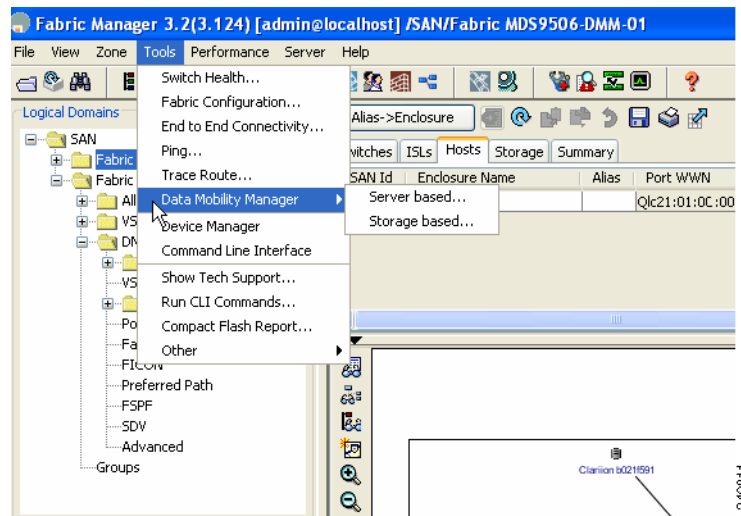 Fabric Manager 3.2(3.124) [admin@localhost] /SAN/Fabric MDS9506-DMM-01
File View Zone Tools Performance Server Help
Logical Domains
SAN
Fabric
Fabric
All
VS
DM
VS
Po
Fa
FICON
Preferred Path
FSPF
SDV
Advanced
Groups
Switch Health...
Fabric Configuration...
End to End Connectivity...
Ping...
Trace Route...
Data Mobility Manager
Device Manager
Command Line Interface
Show Tech Support...
Run CLI Commands...
Compact Flash Report...
Other
Server based...
Storage based...
Alias->Enclosure
witches ISLs Hosts Storage Summary
SAN Id Enclosure Name Alias Port WWN
Qlc21:01:0
Clariion b021f591